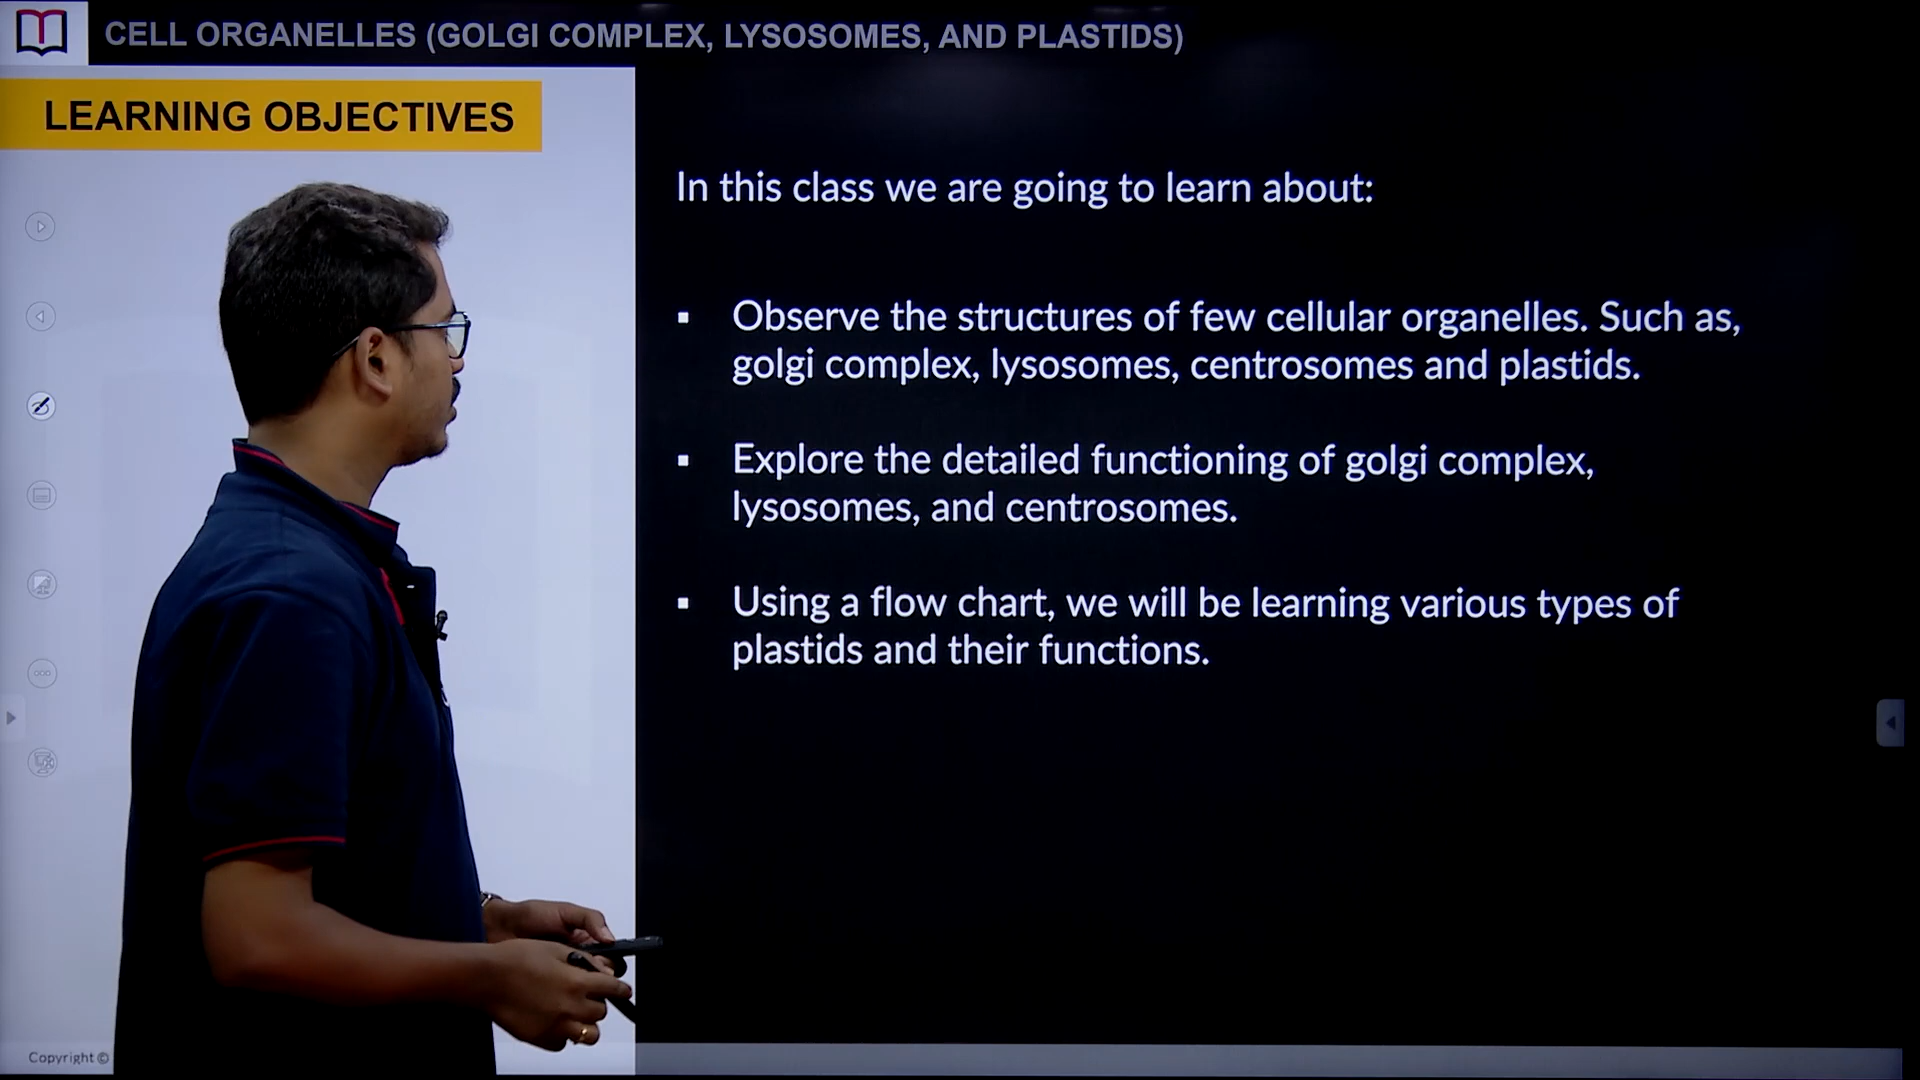 CELL ORGANELLES (GOLGI COMPLEX, LYSOSOMES, AND PLASTIDS)
LEARNING OBJECTIVES
In this class we are going to learn about:
▪ Observe the structures of few cellular organelles. Such as,
golgi complex, lysosomes, centrosomes and plastids.
▪ Explore the detailed functioning of golgi complex,
lysosomes, and centrosomes.
▪ Using a flow chart, we will be learning various types of
plastids and their functions.
Copyright ©